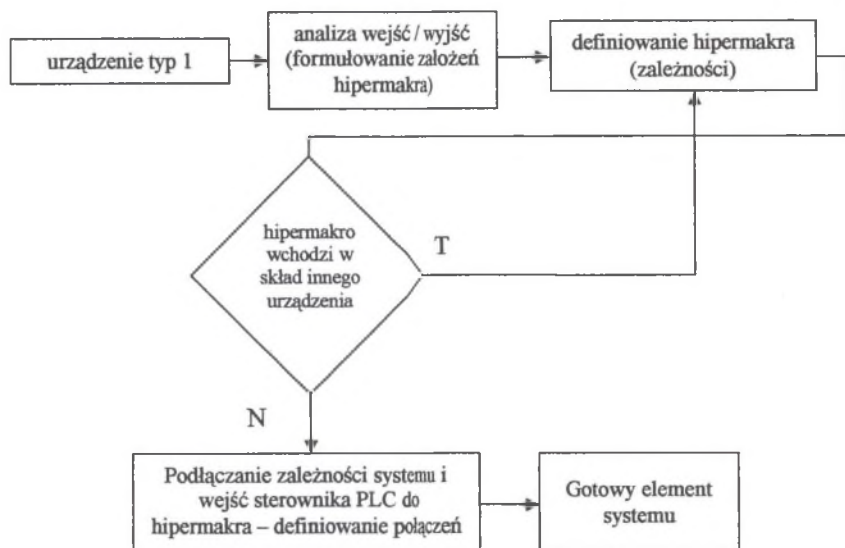 urządzenie typ 1
analiza wejść / wyjść
(formułowanie założeń
hipermakra)
definiowanie hipermakra
(zależności)
hipermakro
wchodzi w
skład innego
urządzenia
T
N
Podłączanie zależności systemu i
wejść sterownika PLC do
hipermakra – definiowanie połączeń
Gotowy element
systemu